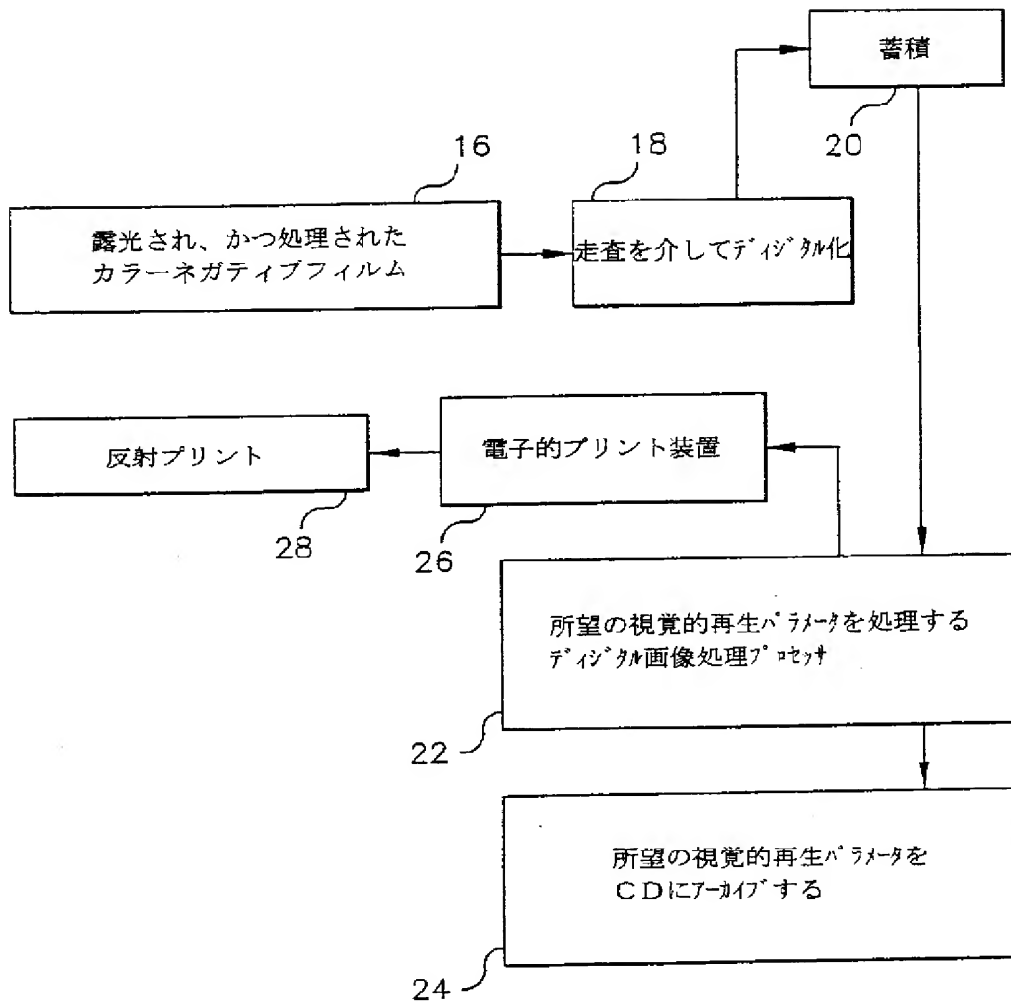 蓄積
20
16
18
露光され、かつ処理された
カラーネガティブフィルム
走査を介してディジタル化
反射プリント
電子的プリント装置
28
26
所望の視覚的再生パラメータを処理する
ディジタル画像処理プロセッサ
22
所望の視覚的再生パラメータを
CDにアーカイブする
24